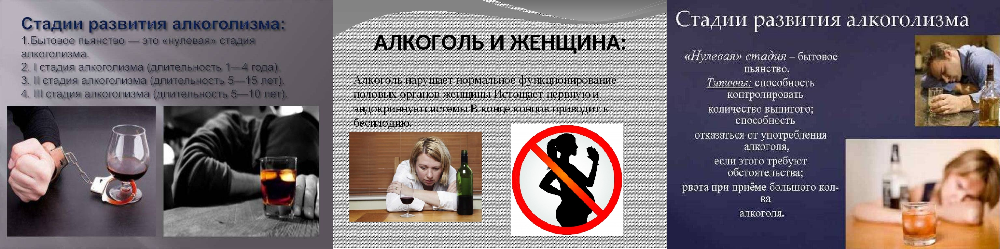 Стадии развития алкоголизма:
1.Бытовое пьянство — это «нулевая» стадия
алкоголизма.
2. I стадия алкоголизма (длительность 1—4 года).
3. II стадия алкоголизма (длительность 5—15 лет).
4. III стадия алкоголизма (длительность 5—10 лет).
АЛКОГОЛЬ И ЖЕНЩИНА:
Алкоголь нарушает нормальное функционирование
половых органов женщины Истощает нервную и
эндокринную системы В конце концов приводит к
бесплодию.
Стадии развития алкоголизма
«Нулевая» стадия – бытовое
пьянство.
Типичны: способность
контролировать
количество выпитого;
способность
отказаться от употребления
алкоголя,
если этого требуют
обстоятельства;
рвота при приёме большого кол-
ва
алкоголя.